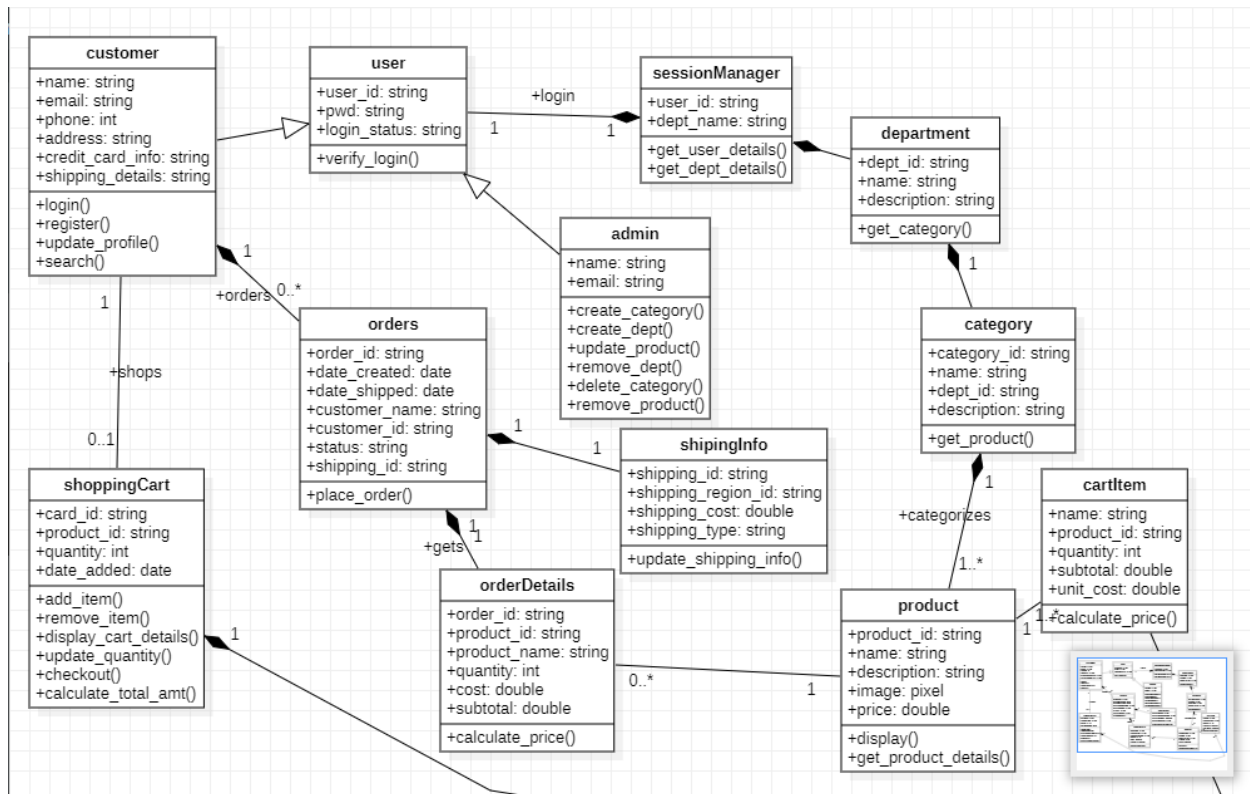 customer
+name: string
+email: string
+phone: int
+address: string
+credit_card_info: string
+shipping_details: string
+login()
+register()
+update_profile()
+search()
user
+user_id: string
+pwd: string
+login_status: string
+verify_login()
+login
1
1
sessionManager
+user_id: string
+dept_name: string
+get_user_details()
+get_dept_details()
department
+dept_id: string
+name: string
+description: string
+get_category()
1
admin
+name: string
+email: string
+create_category()
+create_dept()
+update_product()
+remove_dept()
+delete_category()
+remove_product()
1
+orders
0..*
1
+shops
0..1
orders
+order_id: string
+date_created: date
+date_shipped: date
+customer_name: string
+customer_id: string
+status: string
+shipping_id: string
+place_order()
1
1
category
+category_id: string
+name: string
+dept_id: string
+description: string
+get_product()
1
+categorizes
1..*
shipingInfo
+shipping_id: string
+shipping_region_id: string
+shipping_cost: double
+shipping_type: string
+update_shipping_info()
cartItem
+name: string
+product_id: string
+quantity: int
+subtotal: double
+unit_cost: double
+calculate_price()
shoppingCart
+card_id: string
+product_id: string
+quantity: int
+date_added: date
+add_item()
+remove_item()
+display_cart_details()
+update_quantity()
+checkout()
+calculate_total_amt()
1
1
1
+gets
orderDetails
+order_id: string
+product_id: string
+product_name: string
+quantity: int
+cost: double
+subtotal: double
+calculate_price()
0..*
1
product
+product_id: string
+name: string
+description: string
+image: pixel
+price: double
+display()
+get_product_details()
1
1..*